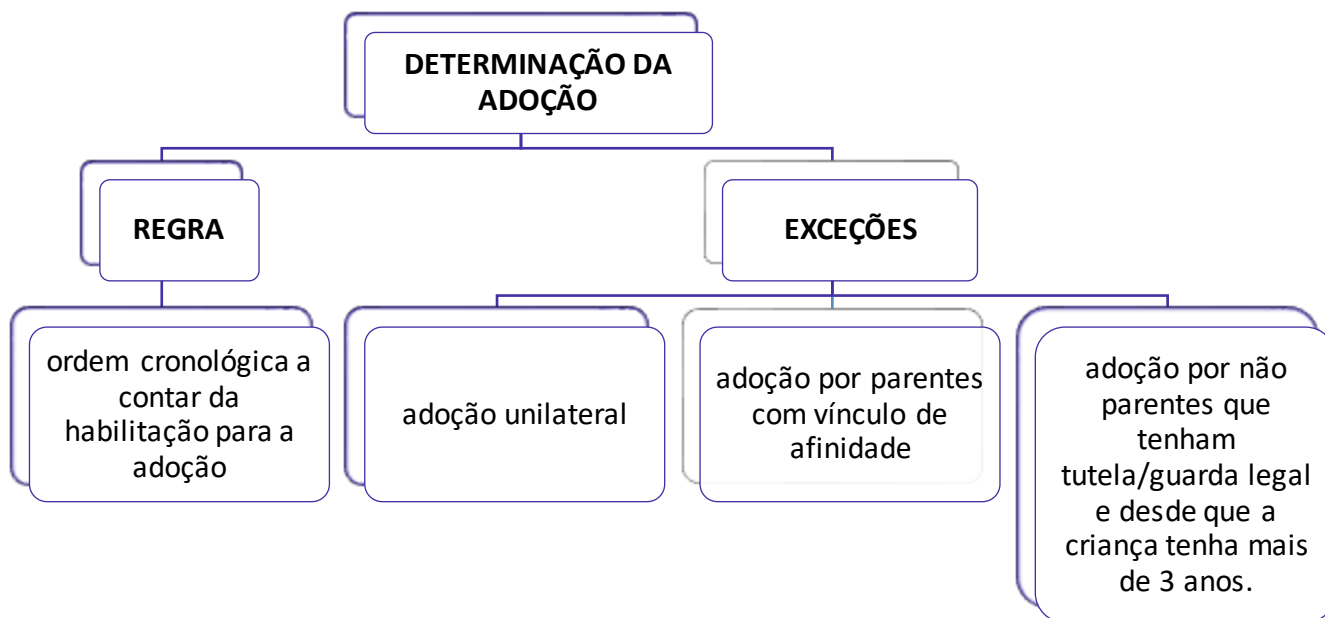 DETERMINAÇÃO DA
ADOÇÃO
REGRA
EXCEÇÕES
ordem cronológica a
contar da
habilitação para a
adoção
adoção unilateral
adoção por parentes
com vínculo de
afinidade
adoção por não
parentes que
tenham
tutela/guarda legal
e desde que a
criança tenha mais
de 3 anos.